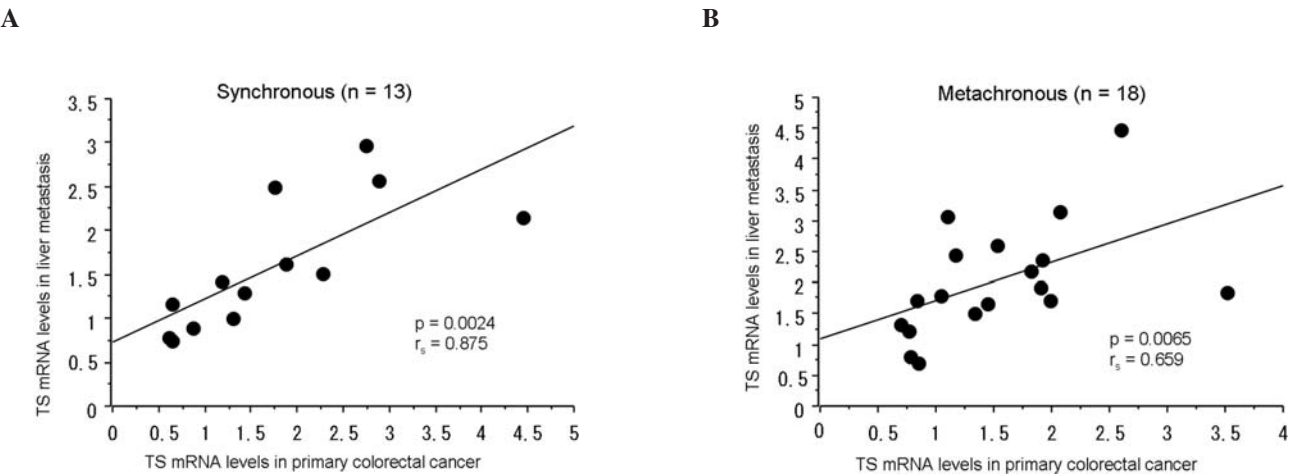 A
B
Synchronous (n = 13)
3.5
3
2.5
2
1.5
1
0.5
0
TS mRNA levels in liver metastasis
p = 0.0024
rs = 0.875
0 0.5 1 1.5 2 2.5 3 3.5 4 4.5 5
TS mRNA levels in primary colorectal cancer
Metachronous (n = 18)
5
4.5
4
3.5
3
2.5
2
1.5
1
0.5
0
TS mRNA levels in liver metastasis
p = 0.0065
rs = 0.659
0 0.5 1 1.5 2 2.5 3 3.5 4
TS mRNA levels in primary colorectal cancer